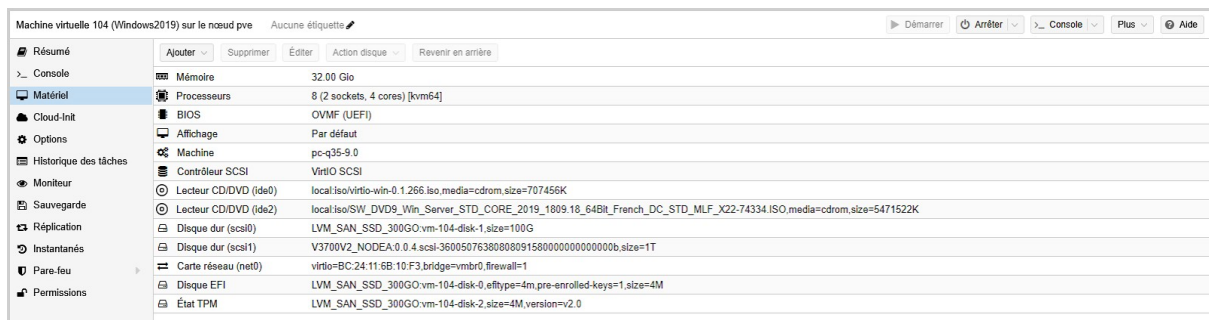 Machine virtuelle 104 (Windows2019) sur le nœud pve Aucune étiquette Démarrer Arrêter Console Plus Aide
Résumé
Console
Matériel
Cloud-Init
Options
Historique des tâches
Moniteur
Sauvegarde
Réplication
Instantanés
Pare-feu
Permissions
Ajouter Supprimer Éditer Action disque Revenir en arrière
Mémoire 32.00 Gio
Processeurs 8 (2 sockets, 4 cores) [kvm64]
BIOS OVMF (UEFI)
Affichage Par défaut
Machine pc-q35-9.0
Contrôleur SCSI VirtIO SCSI
Lecteur CD/DVD (ide0) local:iso/virtio-win-0.1.266.iso,media=cdrom,size=707456K
Lecteur CD/DVD (ide2) local:iso/SW_DVD9_Win_Server_STD_CORE_2019_1809.18_64Bit_French_DC_STD_MLF_X22-74334.ISO,media=cdrom,size=5471522K
Disque dur (scsi0) LVM_SAN_SSD_300GO:vm-104-disk-1,size=100G
Disque dur (scsi1) V3700V2_NODEA:0.0.4.scsi-36005076380808091580000000000000b,size=1T
Carte réseau (net0) virtio=BC:24:11:6B:10:F3,bridge=vmbr0,firewall=1
Disque EFI LVM_SAN_SSD_300GO:vm-104-disk-0,efitype=4m,pre-enrolled-keys=1,size=4M
État TPM LVM_SAN_SSD_300GO:vm-104-disk-2,size=4M,version=v2.0